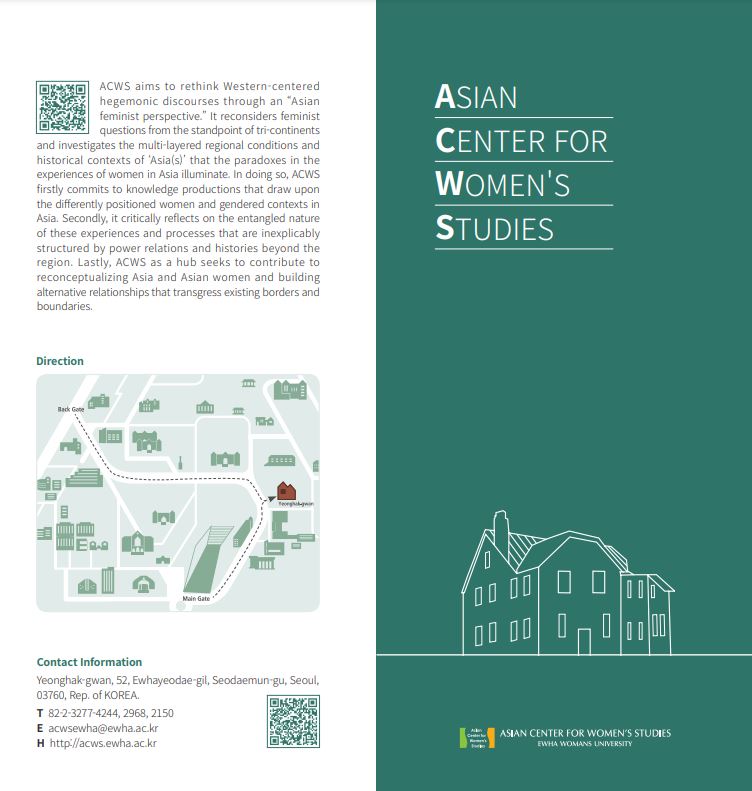 ACWS aims to rethink Western-centered
hegemonic discourses through an “Asian
feminist perspective.” It reconsiders feminist
questions from the standpoint of tri-continents
and investigates the multi-layered regional conditions and
historical contexts of ‘Asia(s)’ that the paradoxes in the
experiences of women in Asia illuminate. In doing so, ACWS
firstly commits to knowledge productions that draw upon
the differently positioned women and gendered contexts in
Asia. Secondly, it critically reflects on the entangled nature
of these experiences and processes that are inexplicably
structured by power relations and histories beyond the
region. Lastly, ACWS as a hub seeks to contribute to
reconceptualizing Asia and Asian women and building
alternative relationships that transgress existing borders and
boundaries.
Direction
Back Gate
Yeonghak-gwan
Main Gate
Contact Information
Yeonghak-gwan, 52, Ewhayeodae-gil, Seodaemun-gu, Seoul,
03760, Rep. of KOREA.
T 82-2-3277-4244, 2968, 2150
E acwsewha@ewha.ac.kr
H http://acws.ewha.ac.kr
ASIAN
CENTER FOR
WOMEN'S
STUDIES
Asian
Center for
Women's
Studies
ASIAN CENTER FOR WOMEN'S STUDIES
EWHA WOMANS UNIVERSITY